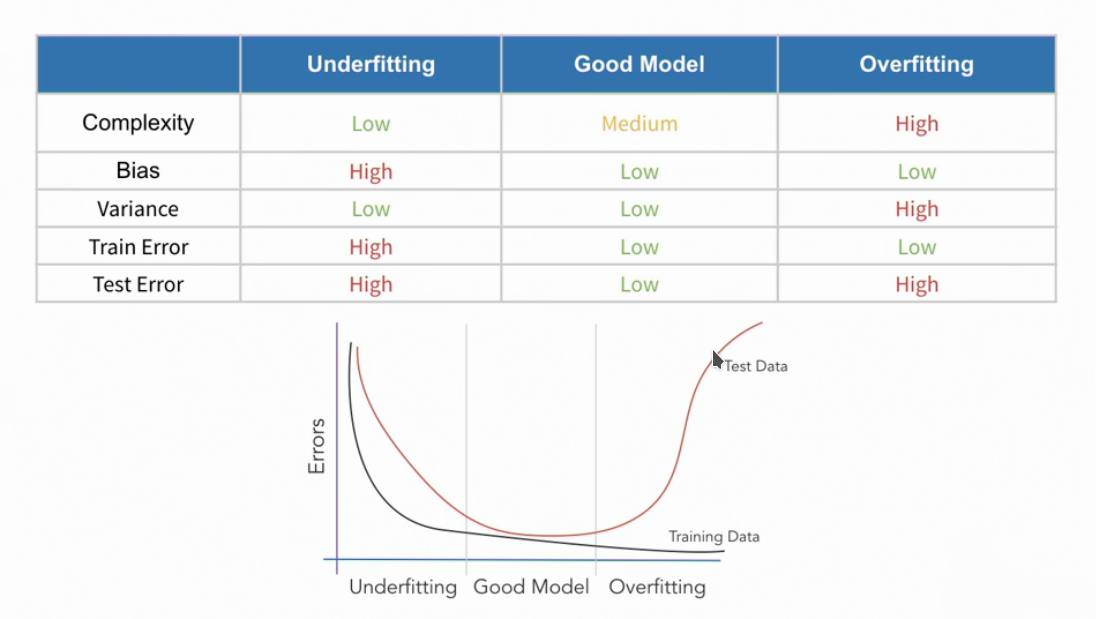 Underfitting Good Model Overfitting
Complexity Low Medium High
Bias High Low Low
Variance Low Low High
Train Error High Low Low
Test Error High Low High
Test Data
Errors
Training Data
Underfitting Good Model Overfitting